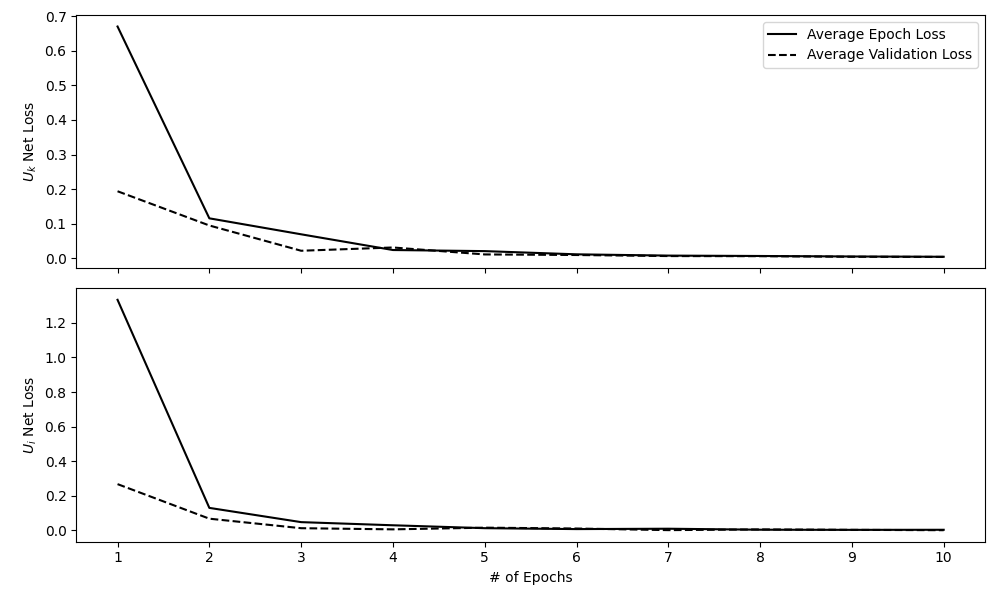 0.7
0.6
0.5
0.4
0.3
0.2
0.1
0.0
U_k Net Loss
Average Epoch Loss
Average Validation Loss
1.2
1.0
0.8
0.6
0.4
0.2
0.0
U_i Net Loss
1 2 3 4 5 6 7 8 9 10
# of Epochs